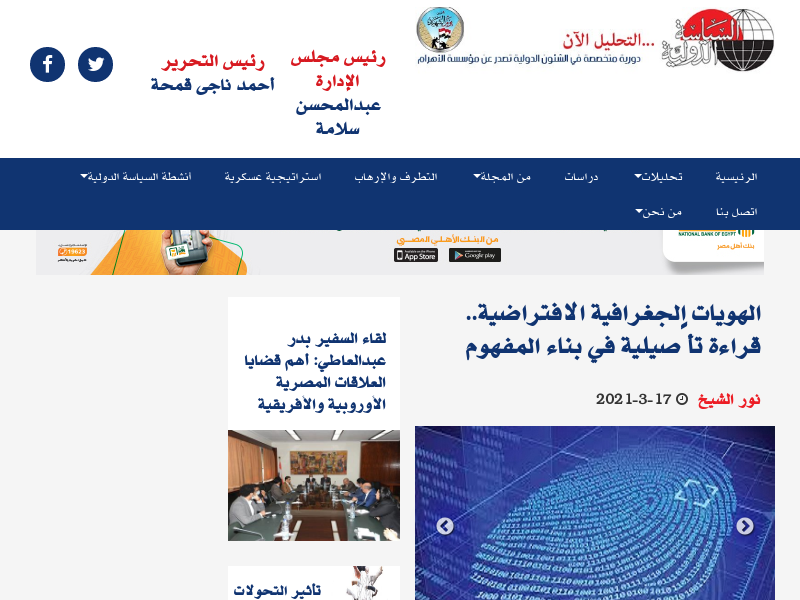 السياسة
الدولية
...التحليل الآن
دورية متخصصة في الشئون الدولية تصدر عن مؤسسة الأهرام
رئيس مجلس
الإدارة
عبدالمحسن
سلامة
رئيس التحرير
أحمد ناجى قمحة
الرئيسية
تحليلات
دراسات
من المجلة
التطرف والإرهاب
استراتيجية عسكرية
أنشطة السياسة الدولية
اتصل بنا
من نحن
NATIONAL BANK OF EGYPT
بنك أهل مصر
من البنك الأهلي المصري
App Store
Google play
19623
الهويات الجغرافية الافتراضية..
قراءة تأصيلية في بناء المفهوم
نور الشيخ
17-3-2021
لقاء السفير بدر
عبدالعاطي: أهم قضايا
العلاقات المصرية
الأوروبية والأفريقية
تأثير التحولات